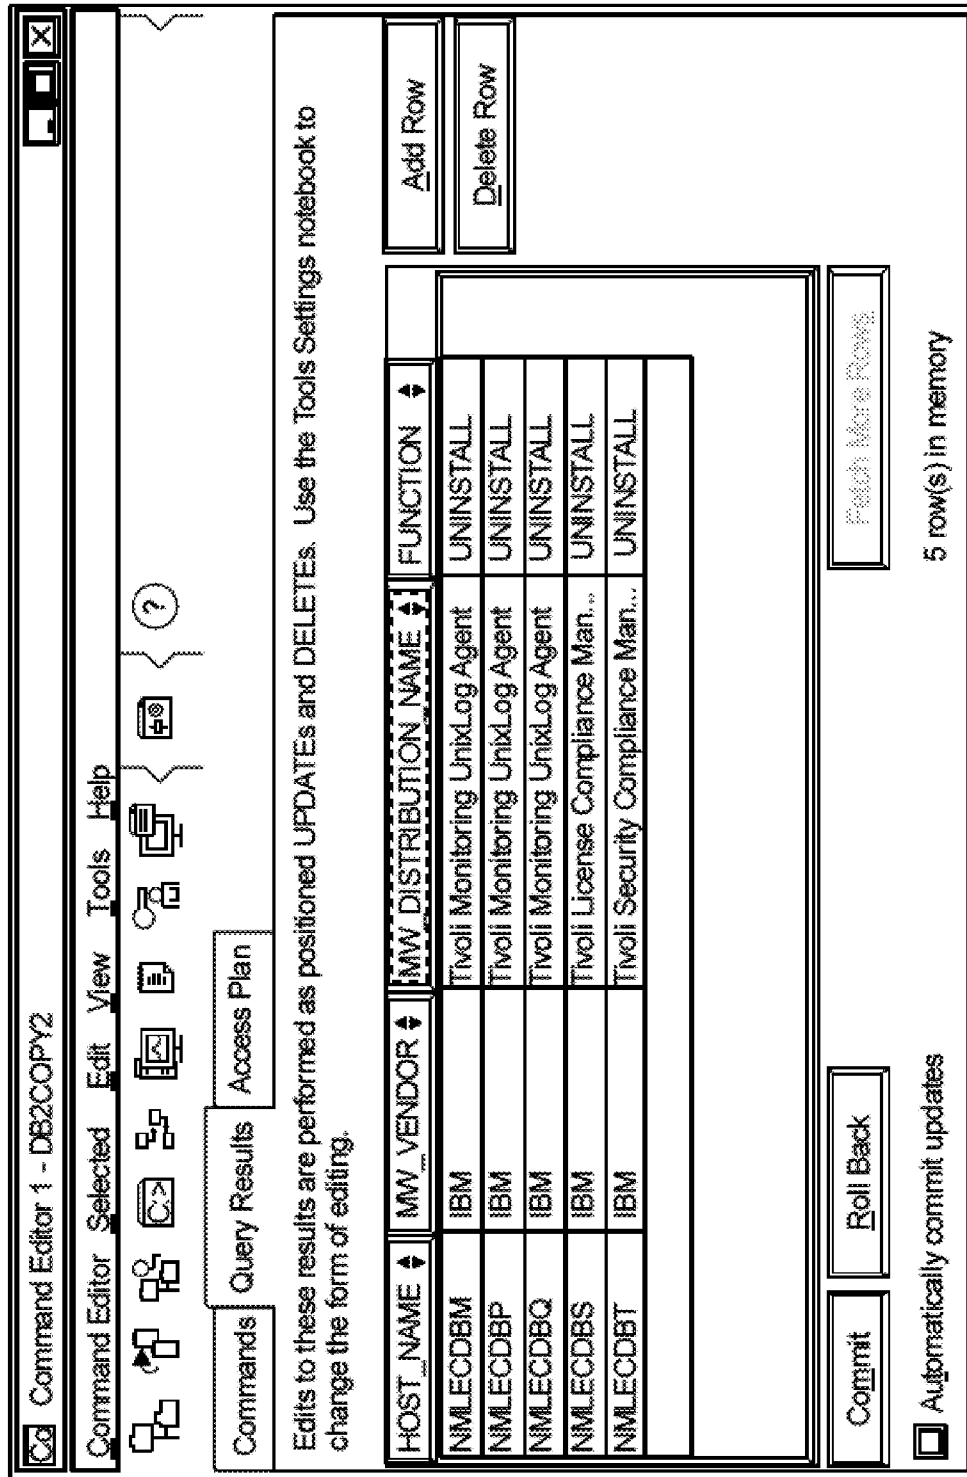 Co Command Editor 1 - DB2COPY2
Command Editor Selected Edit View Tools Help
C:> ?
Commands Query Results Access Plan
Edits to these results are performed as positioned UPDATEs and DELETEs. Use the Tools Settings notebook to
change the form of editing.
HOST_NAME MW_VENDOR MW_DISTRIBUTION_NAME FUNCTION Add Row
NMLECDBM IBM Tivoli Monitoring UnixLog Agent UNINSTALL
NMLECDBP IBM Tivoli Monitoring UnixLog Agent UNINSTALL Delete Row
NMLECDBQ IBM Tivoli Monitoring UnixLog Agent UNINSTALL
NMLECDBS IBM Tivoli License Compliance Man... UNINSTALL
NMLECDBT IBM Tivoli Security Compliance Man... UNINSTALL
Commit Roll Back Fetch More Rows
Automatically commit updates 5 row(s) in memory